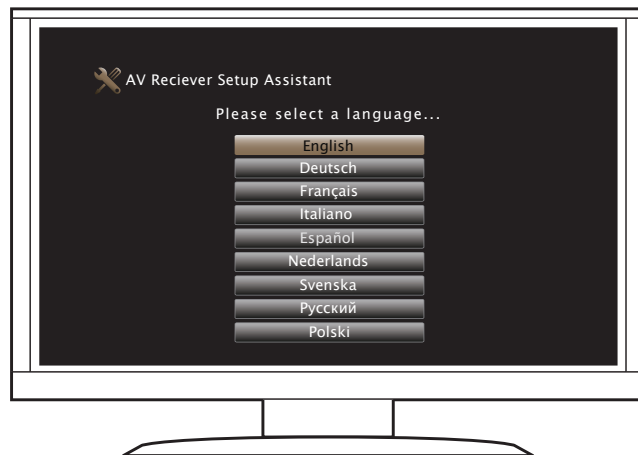 AV Reciever Setup Assistant
Please select a language...
English
Deutsch
Français
Italiano
Español
Nederlands
Svenska
Русский
Polski